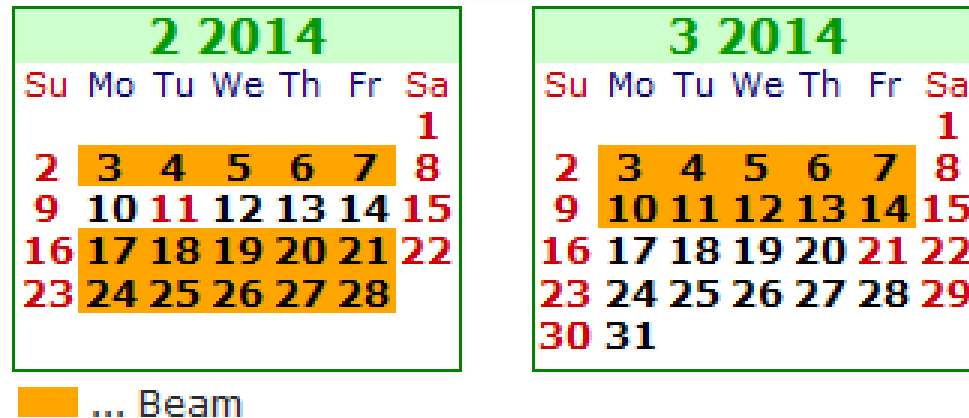 2 2014
Su Mo Tu We Th Fr Sa
1
2 3 4 5 6 7 8
9 10 11 12 13 14 15
16 17 18 19 20 21 22
23 24 25 26 27 28
3 2014
Su Mo Tu We Th Fr Sa
1
2 3 4 5 6 7 8
9 10 11 12 13 14 15
16 17 18 19 20 21 22
23 24 25 26 27 28 29
30 31
... Beam